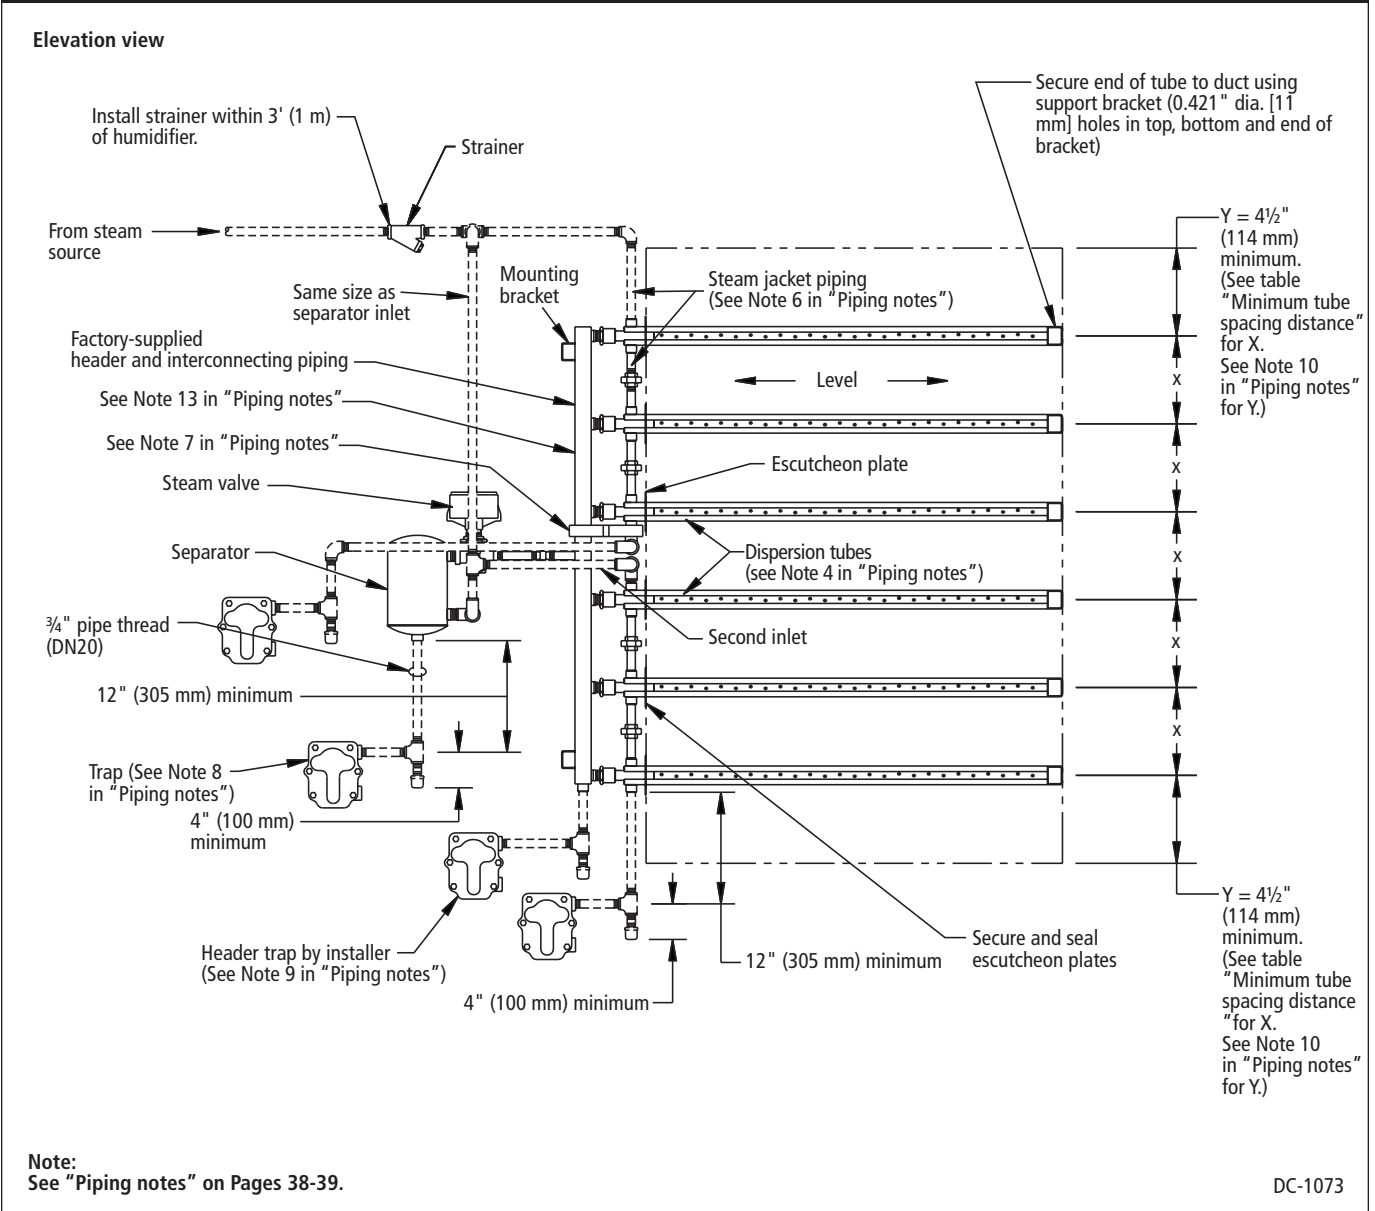 Elevation view
Install strainer within 3' (1 m)
of humidifier.
Strainer
Secure end of tube to duct using
support bracket (0.421" dia. [11
mm] holes in top, bottom and end of
bracket)
From steam
source
Same size as
separator inlet
Mounting
bracket
Steam jacket piping
(See Note 6 in “Piping notes”)
Y = 4½"
(114 mm)
minimum.
(See table
“Minimum tube
spacing distance”
for X.
See Note 10
in “Piping notes”
for Y.)
Factory-supplied
header and interconnecting piping
Level
X
See Note 13 in “Piping notes”
See Note 7 in “Piping notes”
Escutcheon plate
X
Steam valve
Separator
Dispersion tubes
(see Note 4 in “Piping notes”)
X
¾" pipe thread
(DN20)
Second inlet
X
12" (305 mm) minimum
X
Trap (See Note 8
in “Piping notes”)
4" (100 mm)
minimum
Header trap by installer
(See Note 9 in “Piping notes”)
12" (305 mm) minimum
4" (100 mm) minimum
Secure and seal
escutcheon plates
Y = 4½"
(114 mm)
minimum.
(See table
“Minimum tube
spacing distance
”for X.
See Note 10
in “Piping notes”
for Y.)
Note:
See “Piping notes” on Pages 38-39.
DC-1073